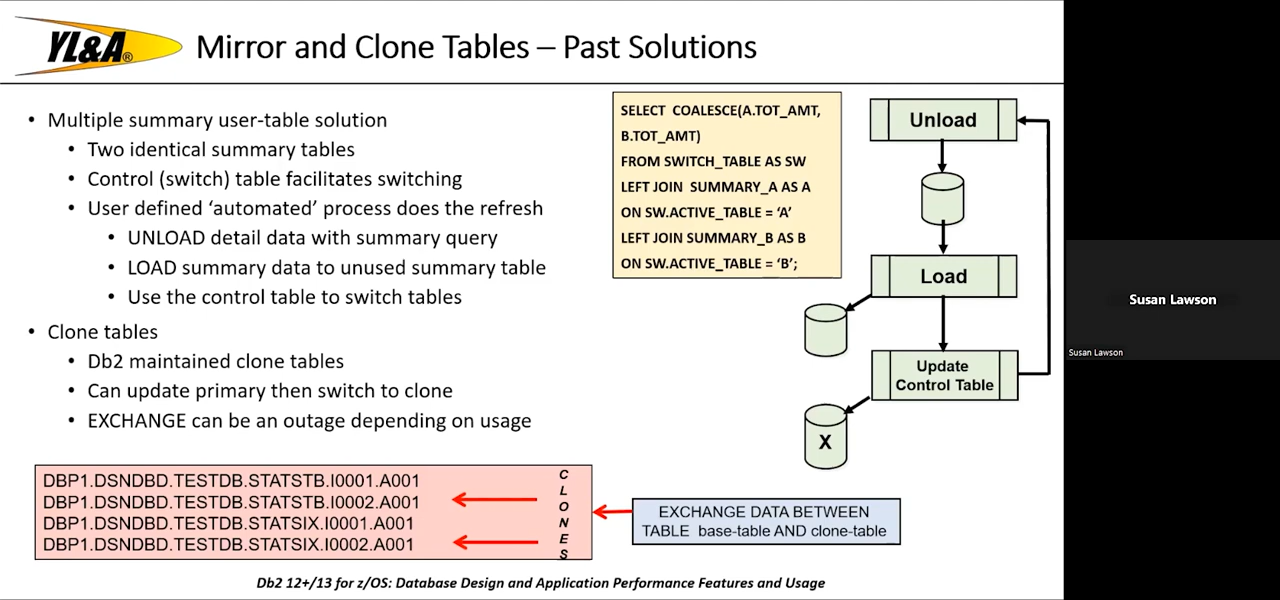 YL&A®
Mirror and Clone Tables – Past Solutions
• Multiple summary user-table solution
• Two identical summary tables
• Control (switch) table facilitates switching
• User defined ‘automated’ process does the refresh
• UNLOAD detail data with summary query
• LOAD summary data to unused summary table
• Use the control table to switch tables
• Clone tables
• Db2 maintained clone tables
• Can update primary then switch to clone
• EXCHANGE can be an outage depending on usage
SELECT COALESCE(A.TOT_AMT,
B.TOT_AMT)
FROM SWITCH_TABLE AS SW
LEFT JOIN SUMMARY_A AS A
ON SW.ACTIVE_TABLE = ‘A’
LEFT JOIN SUMMARY_B AS B
ON SW.ACTIVE_TABLE = ‘B’;
Unload
Load
Update
Control Table
X
DBP1.DSNDBD.TESTDB.STATSTB.I0001.A001
DBP1.DSNDBD.TESTDB.STATSTB.I0002.A001
DBP1.DSNDBD.TESTDB.STATSIX.I0001.A001
DBP1.DSNDBD.TESTDB.STATSIX.I0002.A001
C
L
O
N
E
S
EXCHANGE DATA BETWEEN
TABLE base-table AND clone-table
Db2 12+/13 for z/OS: Database Design and Application Performance Features and Usage
Susan Lawson
Susan Lawson